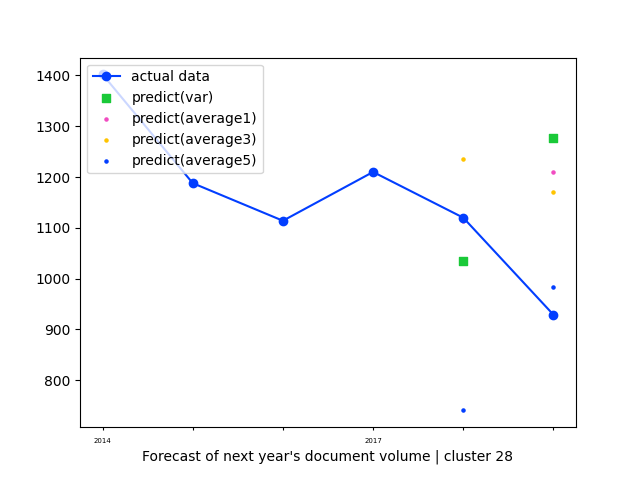 1400
1300
1200
1100
1000
900
800
actual data
predict(var)
predict(average1)
predict(average3)
predict(average5)
2014
2017
Forecast of next year's document volume | cluster 28